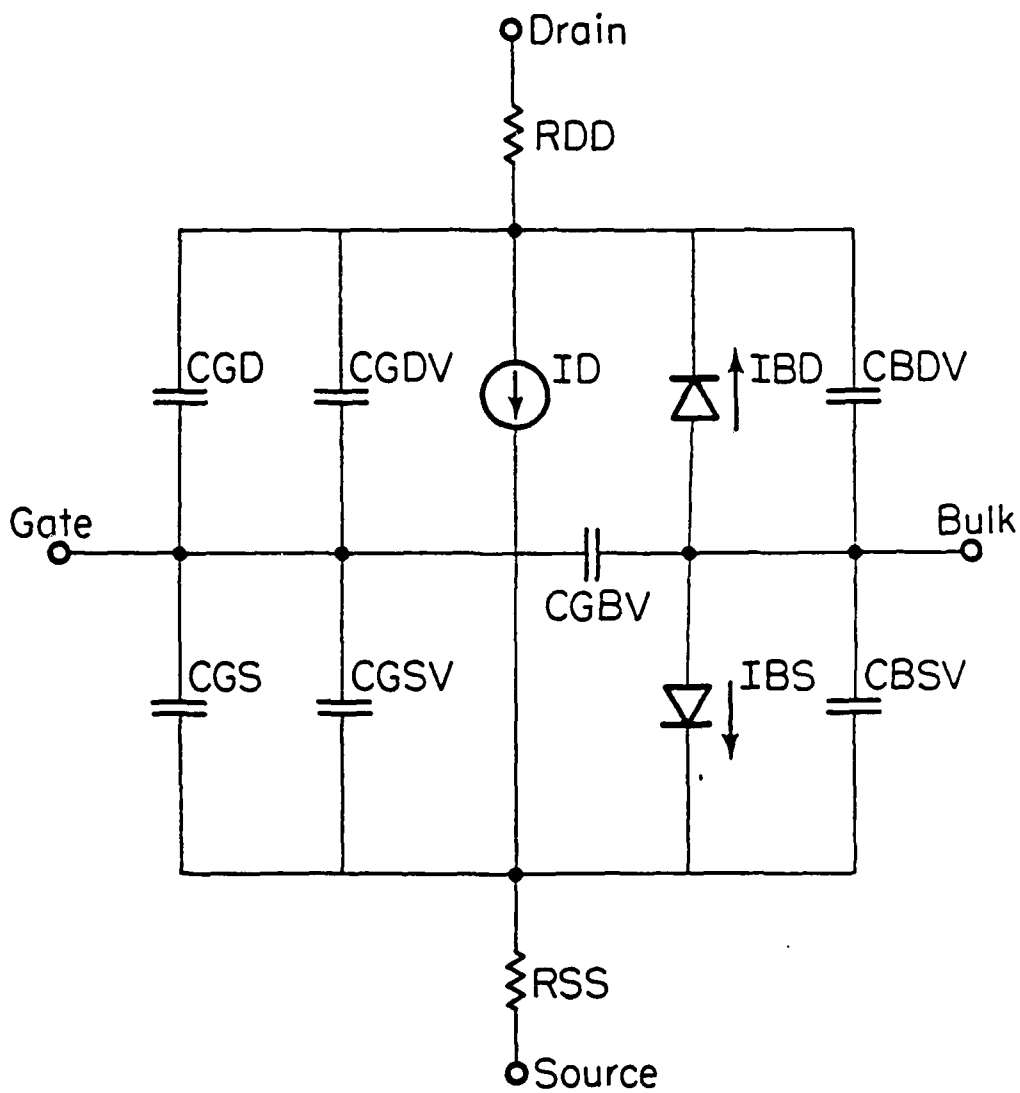 Drain
RDD
CGD
CGDV
ID
IBD
CBDV
Gate
Bulk
CGBV
CGS
CGSV
IBS
CBSV
RSS
Source